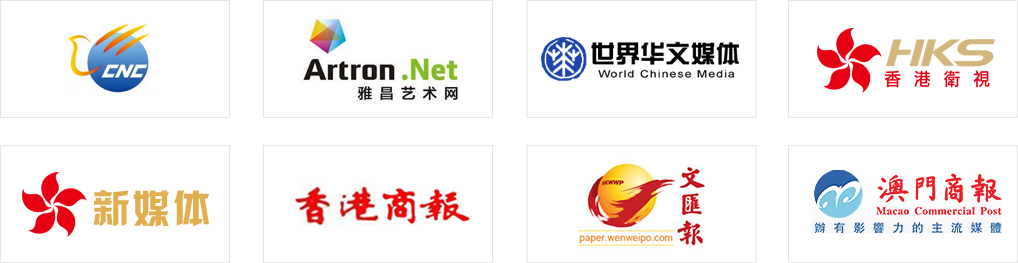 CNC
Artron.Net
雅昌艺术网
世界华文媒体
World Chinese Media
HKS
香港衛視
新媒体
香港商報
HKWWP
文匯報
paper.wenweipo.com
澳門商報
Macao Commercial Post
辦有影響力的主流媒體